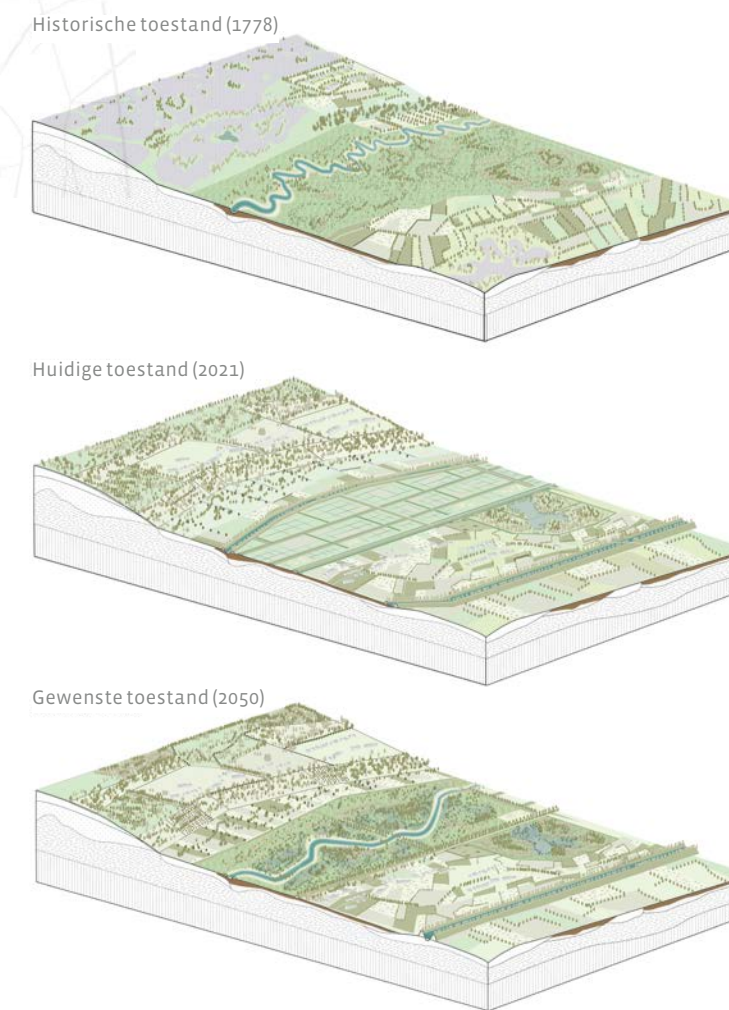 Historische toestand (1778)
Huidige toestand (2021)
Gewenste toestand (2050)